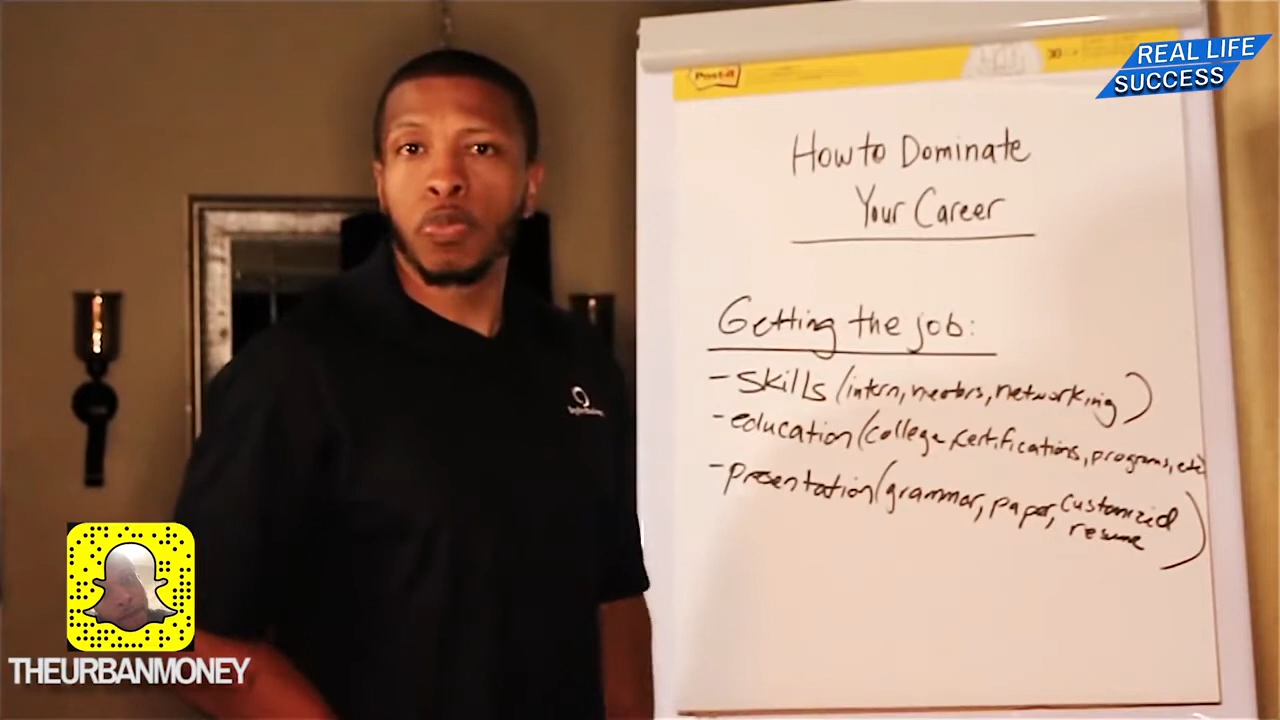 REAL LIFE
SUCCESS
Post-it
30
How to Dominate
Your Career
Getting the job:
-skills (intern, mentors, networking)
-education (college, certifications, programs, etc)
-presentation (grammar, paper, customized
resume)
THEURBANMONEY